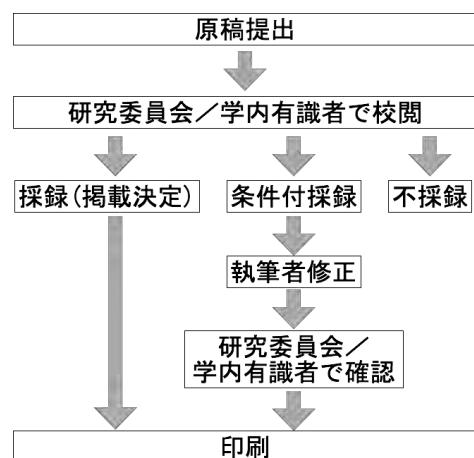 原稿提出
研究委員会／学内有識者で校閲
採録（掲載決定）
条件付採録
不採録
執筆者修正
研究委員会／
学内有識者で確認
印刷